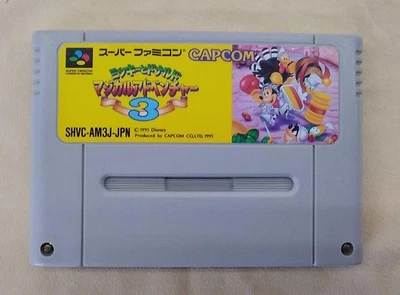 スーパーファミコン
CAPCOM
ミッキーとドナルド
マジカルアドベンチャー
3
SHVC-AM3J-JPN
© 1995 Disney
Produced by CAPCOM CO.,LTD. 1995